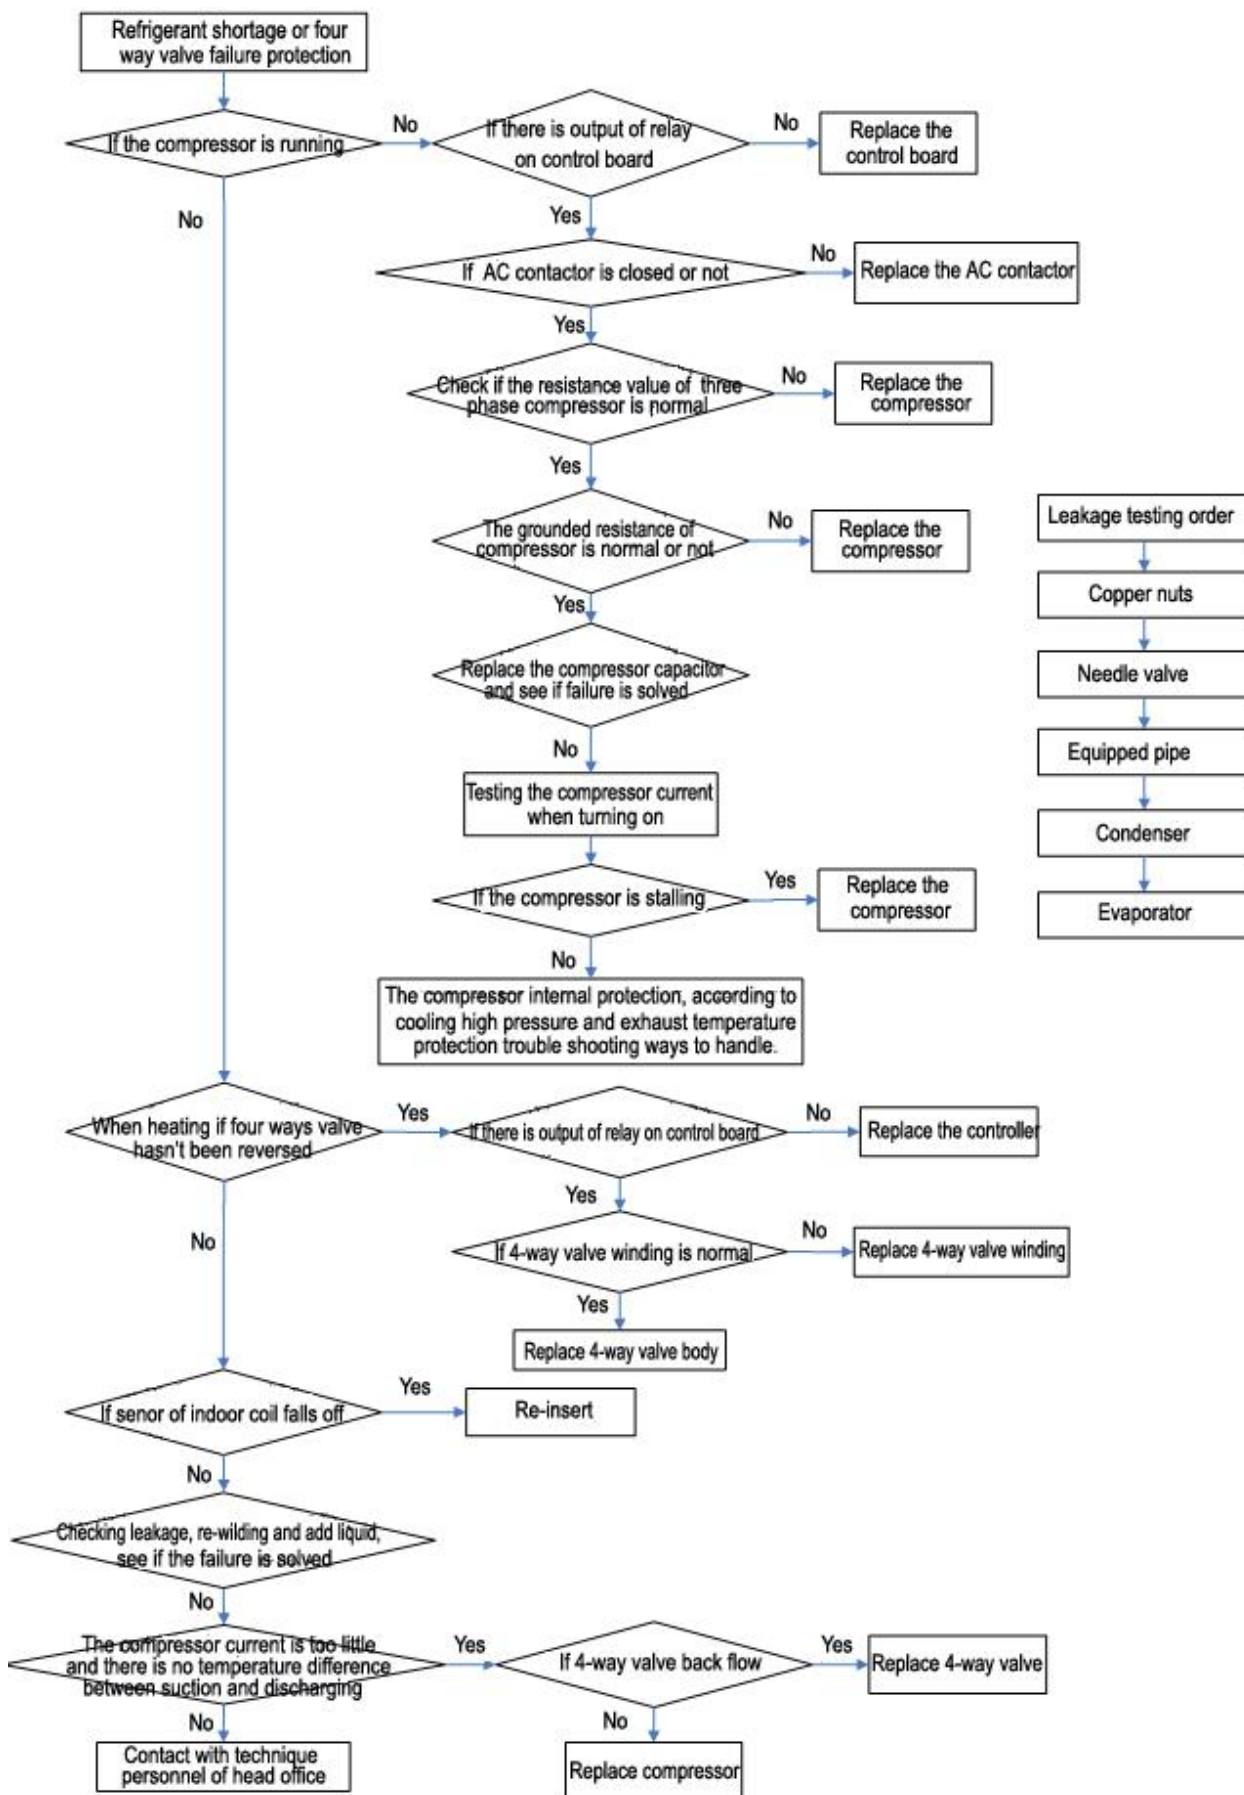 Refrigerant shortage or four
way valve failure protection
If the compressor is running
No
If there is output of relay
on control board
No
Replace the
control board
No
Yes
If AC contactor is closed or not
No
Replace the AC contactor
Yes
Check if the resistance value of three
phase compressor is normal
No
Replace the
compressor
Yes
The grounded resistance of
compressor is normal or not
No
Replace the
compressor
Yes
Replace the compressor capacitor
and see if failure is solved
No
Testing the compressor current
when turning on
If the compressor is stalling
Yes
Replace the
compressor
No
The compressor internal protection, according to
cooling high pressure and exhaust temperature
protection trouble shooting ways to handle.
Leakage testing order
Copper nuts
Needle valve
Equipped pipe
Condenser
Evaporator
When heating if four ways valve
hasn't been reversed
Yes
If there is output of relay on control board
No
Replace the controller
Yes
No
If 4-way valve winding is normal
No
Replace 4-way valve winding
Yes
Replace 4-way valve body
If senor of indoor coil falls off
Yes
Re-insert
No
Checking leakage, re-wilding and add liquid,
see if the failure is solved
No
The compressor current is too little
and there is no temperature difference
between suction and discharging
Yes
If 4-way valve back flow
Yes
Replace 4-way valve
No
No
Contact with technique
personnel of head office
Replace compressor